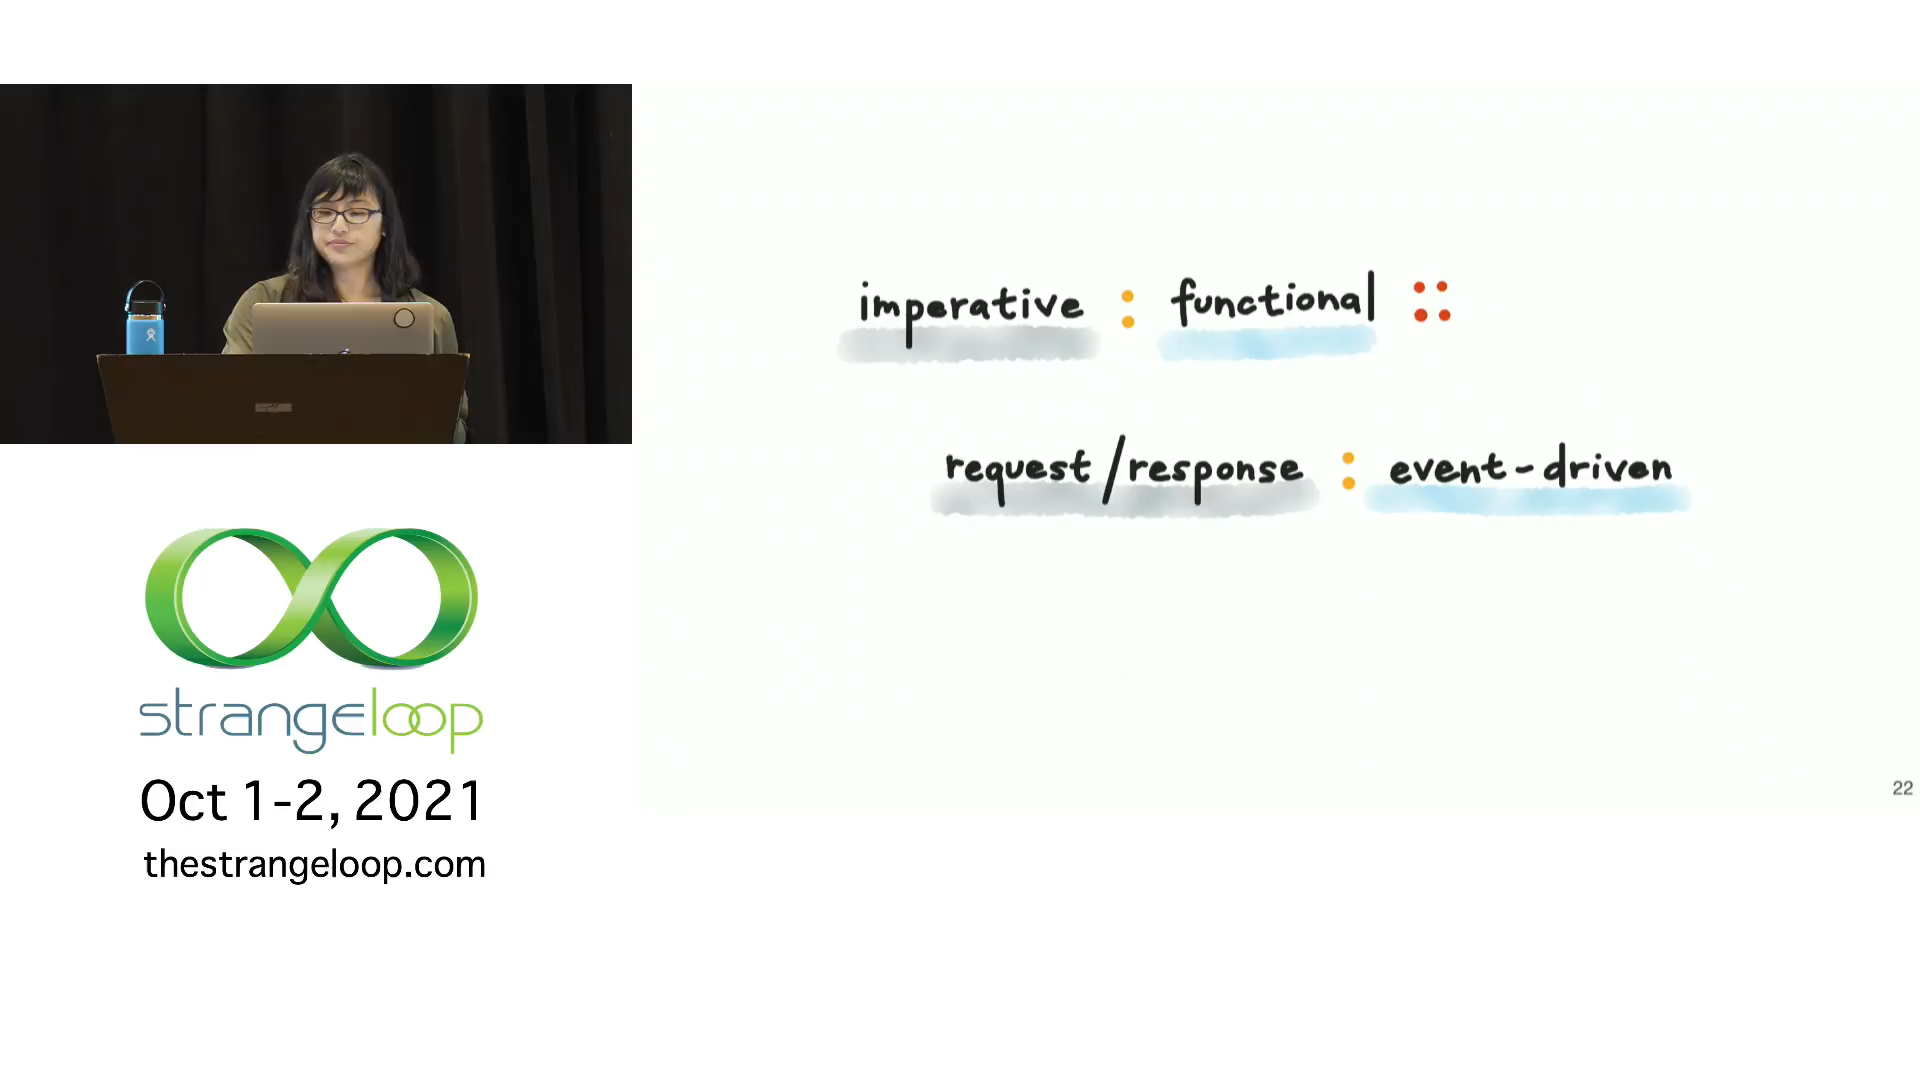 imperative : functional ::
request/response : event-driven
22
strangeloop
Oct 1-2, 2021
thestrangeloop.com